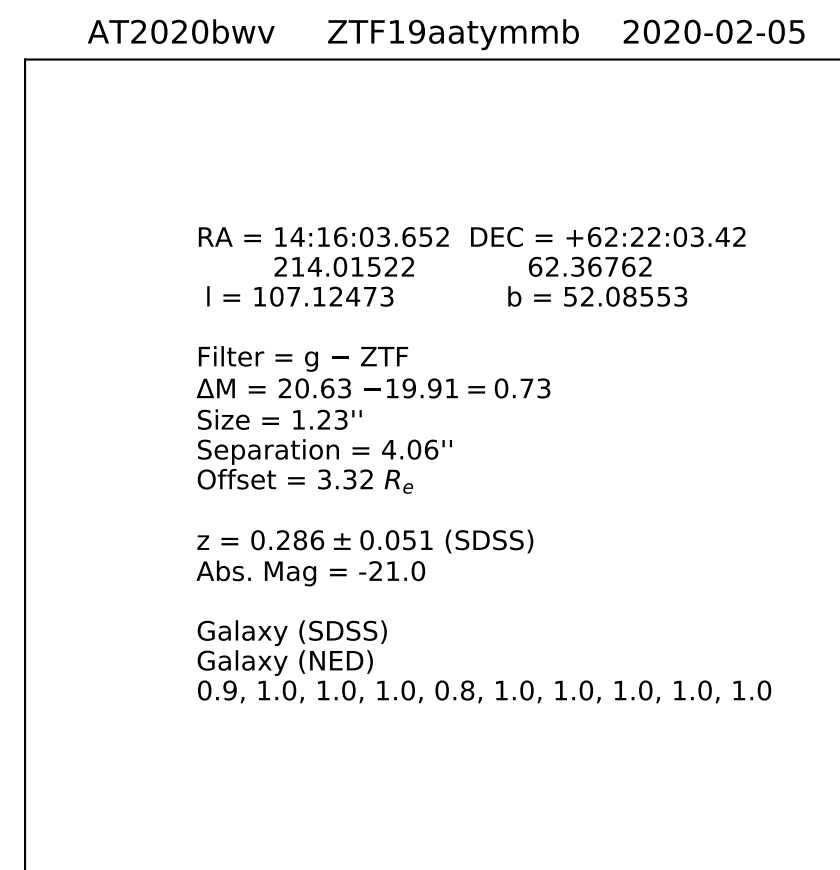 AT2020bwv ZTF19aatymmb 2020-02-05
RA = 14:16:03.652 DEC = +62:22:03.42
214.01522 62.36762
l = 107.12473 b = 52.08553
Filter = g − ZTF
ΔM = 20.63 −19.91 = 0.73
Size = 1.23''
Separation = 4.06''
Offset = 3.32 Re
z = 0.286 ± 0.051 (SDSS)
Abs. Mag = -21.0
Galaxy (SDSS)
Galaxy (NED)
0.9, 1.0, 1.0, 1.0, 0.8, 1.0, 1.0, 1.0, 1.0, 1.0